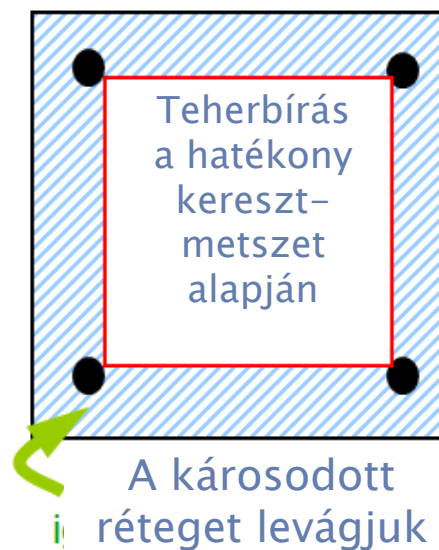 Teherbírás
a hatékony
kereszt-
metszet
alapján
A károsodott
réteget levágjuk